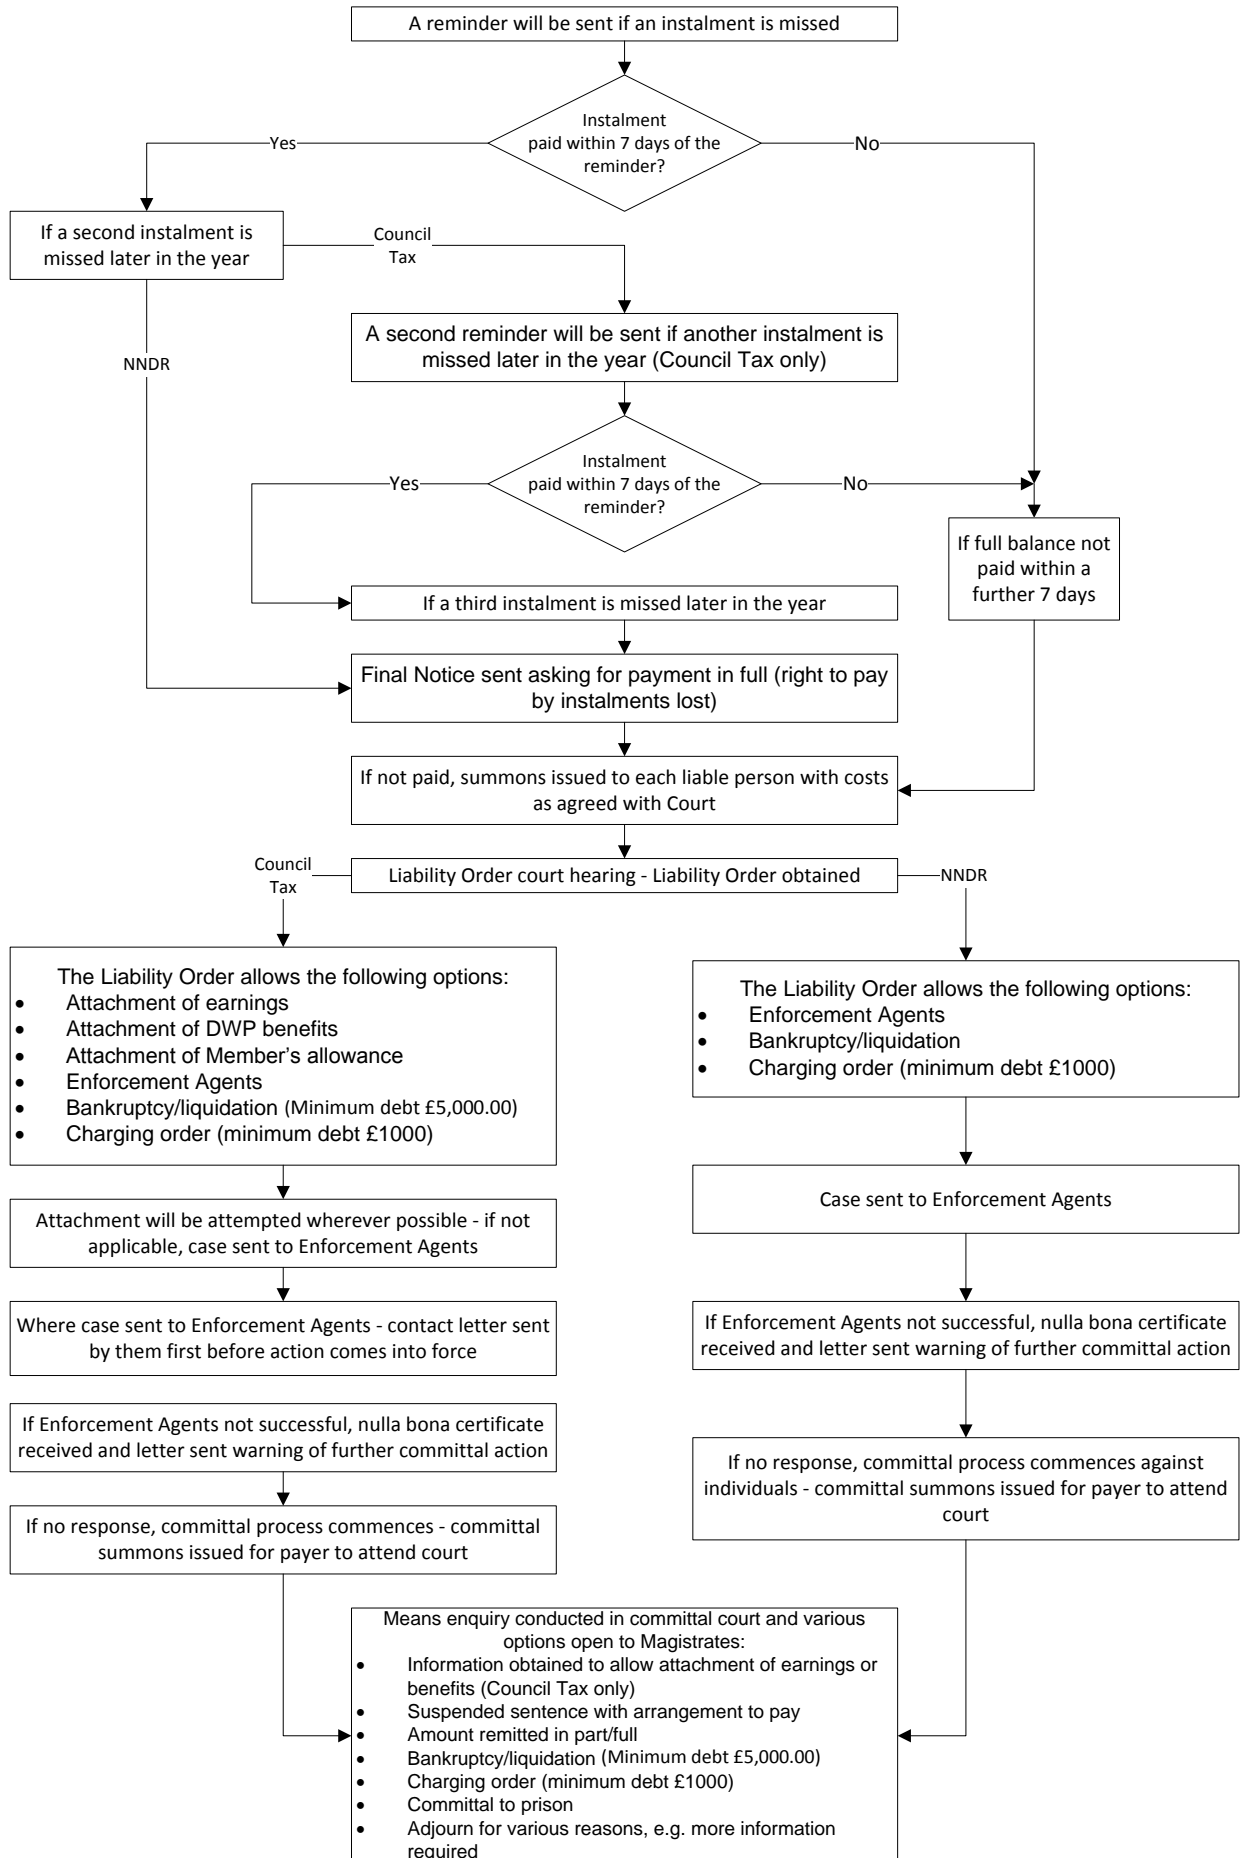 A reminder will be sent if an instalment is missed
Instalment
paid within 7 days of the
reminder?
Yes
No
If a second instalment is
missed later in the year
Council
Tax
NNDR
A second reminder will be sent if another instalment is
missed later in the year (Council Tax only)
Instalment
paid within 7 days of the
reminder?
Yes
No
If full balance not
paid within a
further 7 days
If a third instalment is missed later in the year
Final Notice sent asking for payment in full (right to pay
by instalments lost)
If not paid, summons issued to each liable person with costs
as agreed with Court
Liability Order court hearing - Liability Order obtained
Council
Tax
NNDR
The Liability Order allows the following options:
• Attachment of earnings
• Attachment of DWP benefits
• Attachment of Member's allowance
• Enforcement Agents
• Bankruptcy/liquidation (Minimum debt £5,000.00)
• Charging order (minimum debt £1000)
The Liability Order allows the following options:
• Enforcement Agents
• Bankruptcy/liquidation
• Charging order (minimum debt £1000)
Attachment will be attempted wherever possible - if not
applicable, case sent to Enforcement Agents
Case sent to Enforcement Agents
Where case sent to Enforcement Agents - contact letter sent
by them first before action comes into force
If Enforcement Agents not successful, nulla bona certificate
received and letter sent warning of further committal action
If Enforcement Agents not successful, nulla bona certificate
received and letter sent warning of further committal action
If no response, committal process commences against
individuals - committal summons issued for payer to attend
court
If no response, committal process commences - committal
summons issued for payer to attend court
Means enquiry conducted in committal court and various
options open to Magistrates:
• Information obtained to allow attachment of earnings or
benefits (Council Tax only)
• Suspended sentence with arrangement to pay
• Amount remitted in part/full
• Bankruptcy/liquidation (Minimum debt £5,000.00)
• Charging order (minimum debt £1000)
• Committal to prison
• Adjourn for various reasons, e.g. more information
required